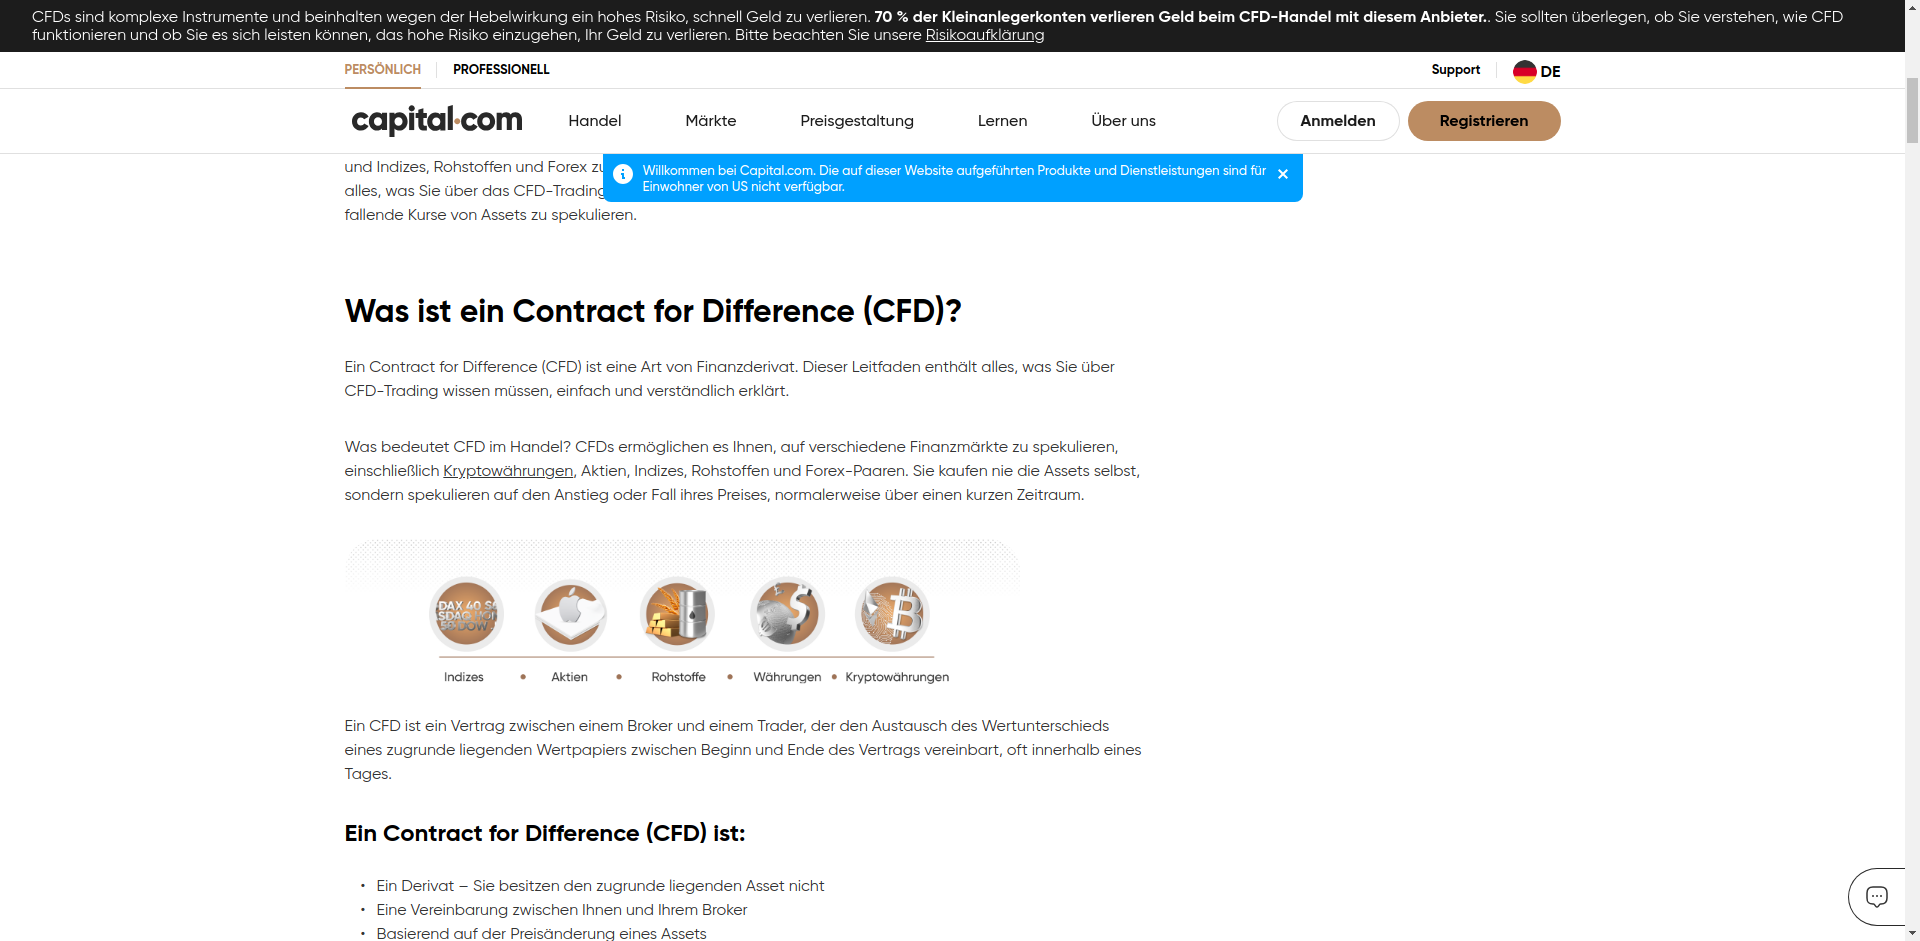 CFDs sind komplexe Instrumente und beinhalten wegen der Hebelwirkung ein hohes Risiko, schnell Geld zu verlieren. 70 % der Kleinanlegerkonten verlieren Geld beim CFD-Handel mit diesem Anbieter.. Sie sollten überlegen, ob Sie verstehen, wie CFD
funktionieren und ob Sie es sich leisten können, das hohe Risiko einzugehen, Ihr Geld zu verlieren. Bitte beachten Sie unsere Risikoaufklärung
PERSÖNLICH PROFESSIONELL Support DE
capital.com Handel Märkte Preisgestaltung Lernen Über uns Anmelden Registrieren
und Indizes, Rohstoffen und Forex
alles, was Sie über das CFD-Trading
fallende Kurse von Assets zu spekulieren.
Willkommen bei Capital.com. Die auf dieser Website aufgeführten Produkte und Dienstleistungen sind für
Einwohner von US nicht verfügbar.
Was ist ein Contract for Difference (CFD)?
Ein Contract for Difference (CFD) ist eine Art von Finanzderivat. Dieser Leitfaden enthält alles, was Sie über
CFD-Trading wissen müssen, einfach und verständlich erklärt.
Was bedeutet CFD im Handel? CFDs ermöglichen es Ihnen, auf verschiedene Finanzmärkte zu spekulieren,
einschließlich Kryptowährungen, Aktien, Indizes, Rohstoffen und Forex-Paaren. Sie kaufen nie die Assets selbst,
sondern spekulieren auf den Anstieg oder Fall ihres Preises, normalerweise über einen kurzen Zeitraum.
DAX 40
Indizes • Aktien • Rohstoffe • Währungen • Kryptowährungen
Ein CFD ist ein Vertrag zwischen einem Broker und einem Trader, der den Austausch des Wertunterschieds
eines zugrunde liegenden Wertpapiers zwischen Beginn und Ende des Vertrags vereinbart, oft innerhalb eines
Tages.
Ein Contract for Difference (CFD) ist:
• Ein Derivat – Sie besitzen den zugrunde liegenden Asset nicht
• Eine Vereinbarung zwischen Ihnen und Ihrem Broker
• Basierend auf der Preisänderung eines Assets